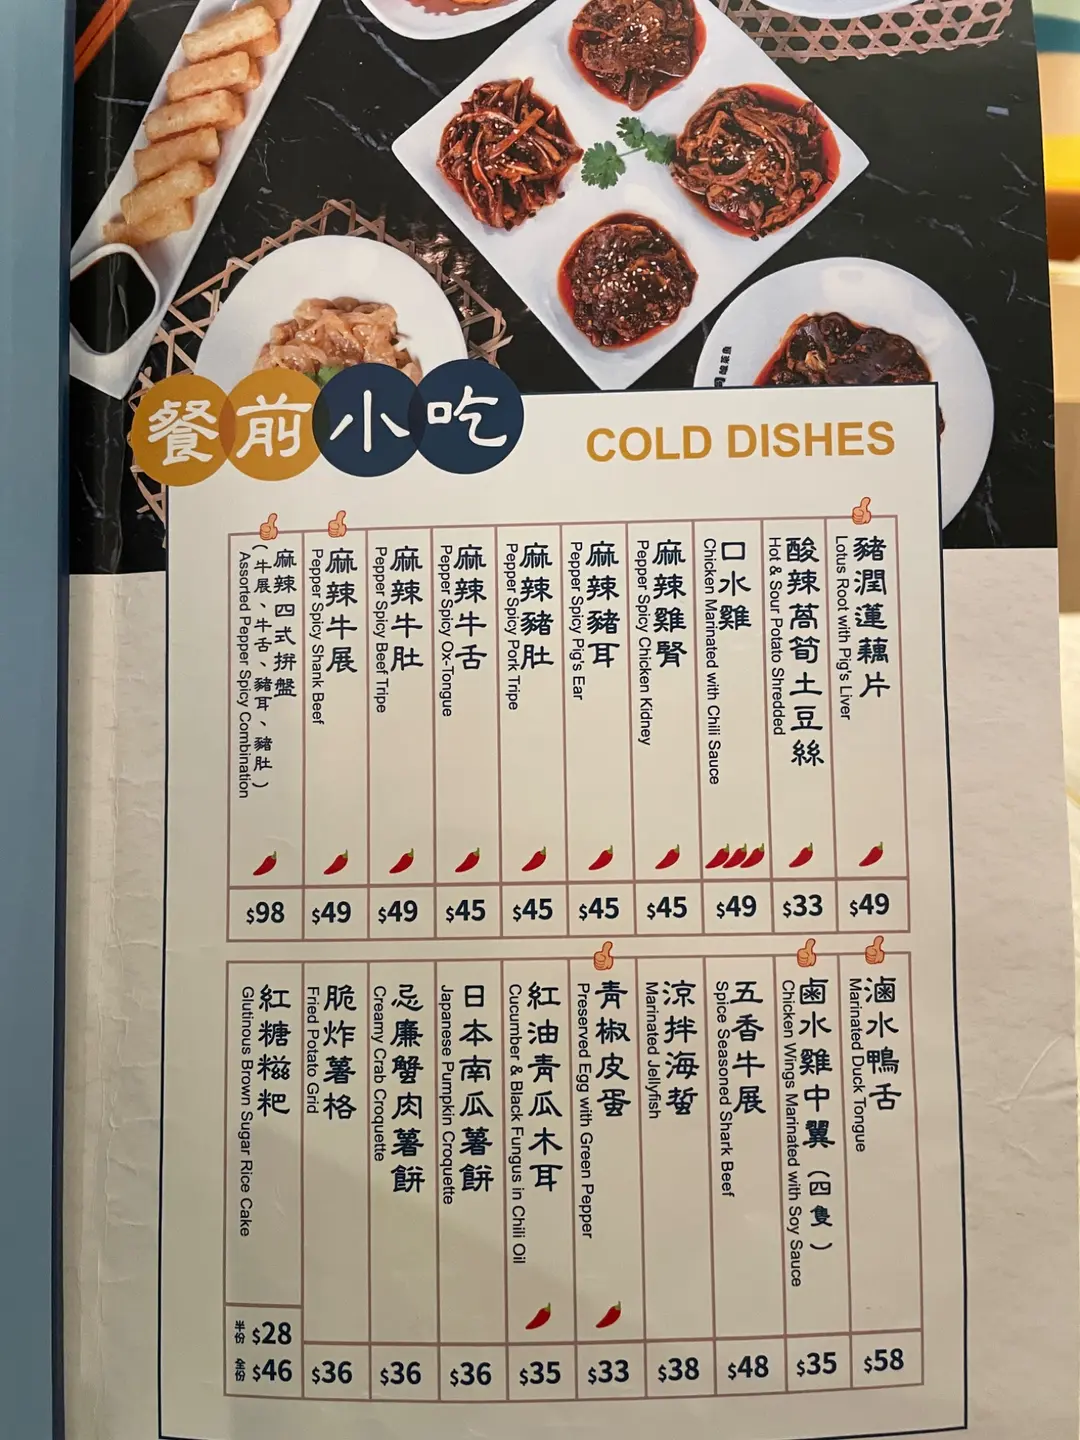 餐前小吃
COLD DISHES
豬潤蓮藕片
Lotus Root with Pig's Liver
$49
酸辣萵筍土豆絲
Hot & Sour Potato Shredded
$33
口水雞
Chicken Marinated with Chili Sauce
$49
麻辣雞腎
Pepper Spicy Chicken Kidney
$45
麻辣豬耳
Pepper Spicy Pig's Ear
$45
麻辣豬肚
Pepper Spicy Pork Tripe
$45
麻辣牛舌
Pepper Spicy Ox-Tongue
$45
麻辣牛肚
Pepper Spicy Beef Tripe
$49
麻辣牛展
Pepper Spicy Shank Beef
$49
麻辣四式拼盤
(牛展、牛舌、豬耳、豬肚)
Assorted Pepper Spicy Combination
$98
滷水鴨舌
Marinated Duck Tongue
$58
鹵水雞中翼(四隻)
Chicken Wings Marinated with Soy Sauce
$35
五香牛展
Spice Seasoned Shark Beef
$48
涼拌海蜇
Marinated Jellyfish
$38
青椒皮蛋
Preserved Egg with Green Pepper
$33
紅油青瓜木耳
Cucumber & Black Fungus in Chili Oil
$35
日本南瓜薯餅
Japanese Pumpkin Croquette
$36
忌廉蟹肉薯餅
Creamy Crab Croquette
$36
脆炸薯格
Fried Potato Grid
$36
紅糖糍粑
Glutinous Brown Sugar Rice Cake
半份 $28
全份 $46